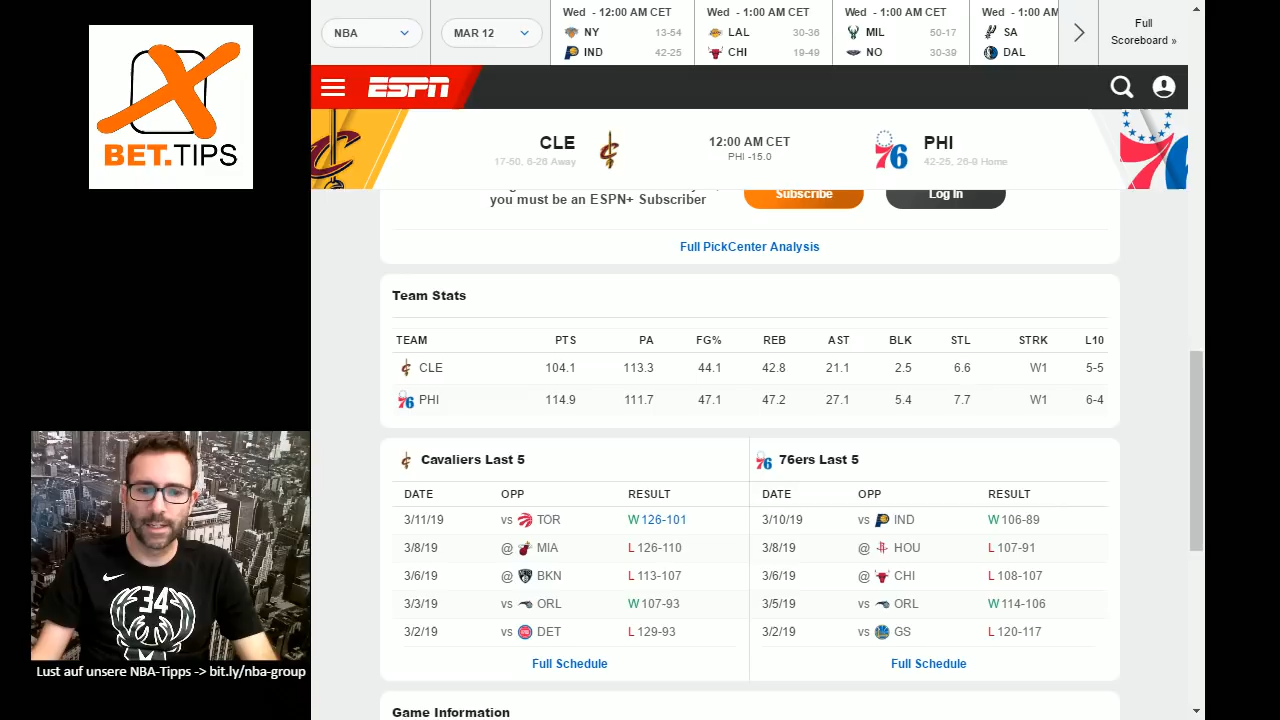 BET.TIPS
NBA
MAR 12
Wed - 12:00 AM CET
NY 13-54
IND 42-25
Wed - 1:00 AM CET
LAL 30-36
CHI 19-49
Wed - 1:00 AM CET
MIL 50-17
NO 30-39
Wed - 1:00 AM
SA
DAL
Full
Scoreboard »
ESPN
CLE
17-50, 6-26 Away
12:00 AM CET
PHI -15.0
PHI
42-25, 26-9 Home
you must be an ESPN+ Subscriber
Subscribe
Log In
Full PickCenter Analysis
Team Stats
TEAM PTS PA FG% REB AST BLK STL STRK L10
CLE 104.1 113.3 44.1 42.8 21.1 2.5 6.6 W1 5-5
PHI 114.9 111.7 47.1 47.2 27.1 5.4 7.7 W1 6-4
Cavaliers Last 5
DATE OPP RESULT
3/11/19 vs TOR W 126-101
3/8/19 @ MIA L 126-110
3/6/19 @ BKN L 113-107
3/3/19 vs ORL W 107-93
3/2/19 vs DET L 129-93
Full Schedule
76ers Last 5
DATE OPP RESULT
3/10/19 vs IND W 106-89
3/8/19 @ HOU L 107-91
3/6/19 @ CHI L 108-107
3/5/19 vs ORL W 114-106
3/2/19 vs GS L 120-117
Full Schedule
Game Information
34
Lust auf unsere NBA-Tipps -> bit.ly/nba-group